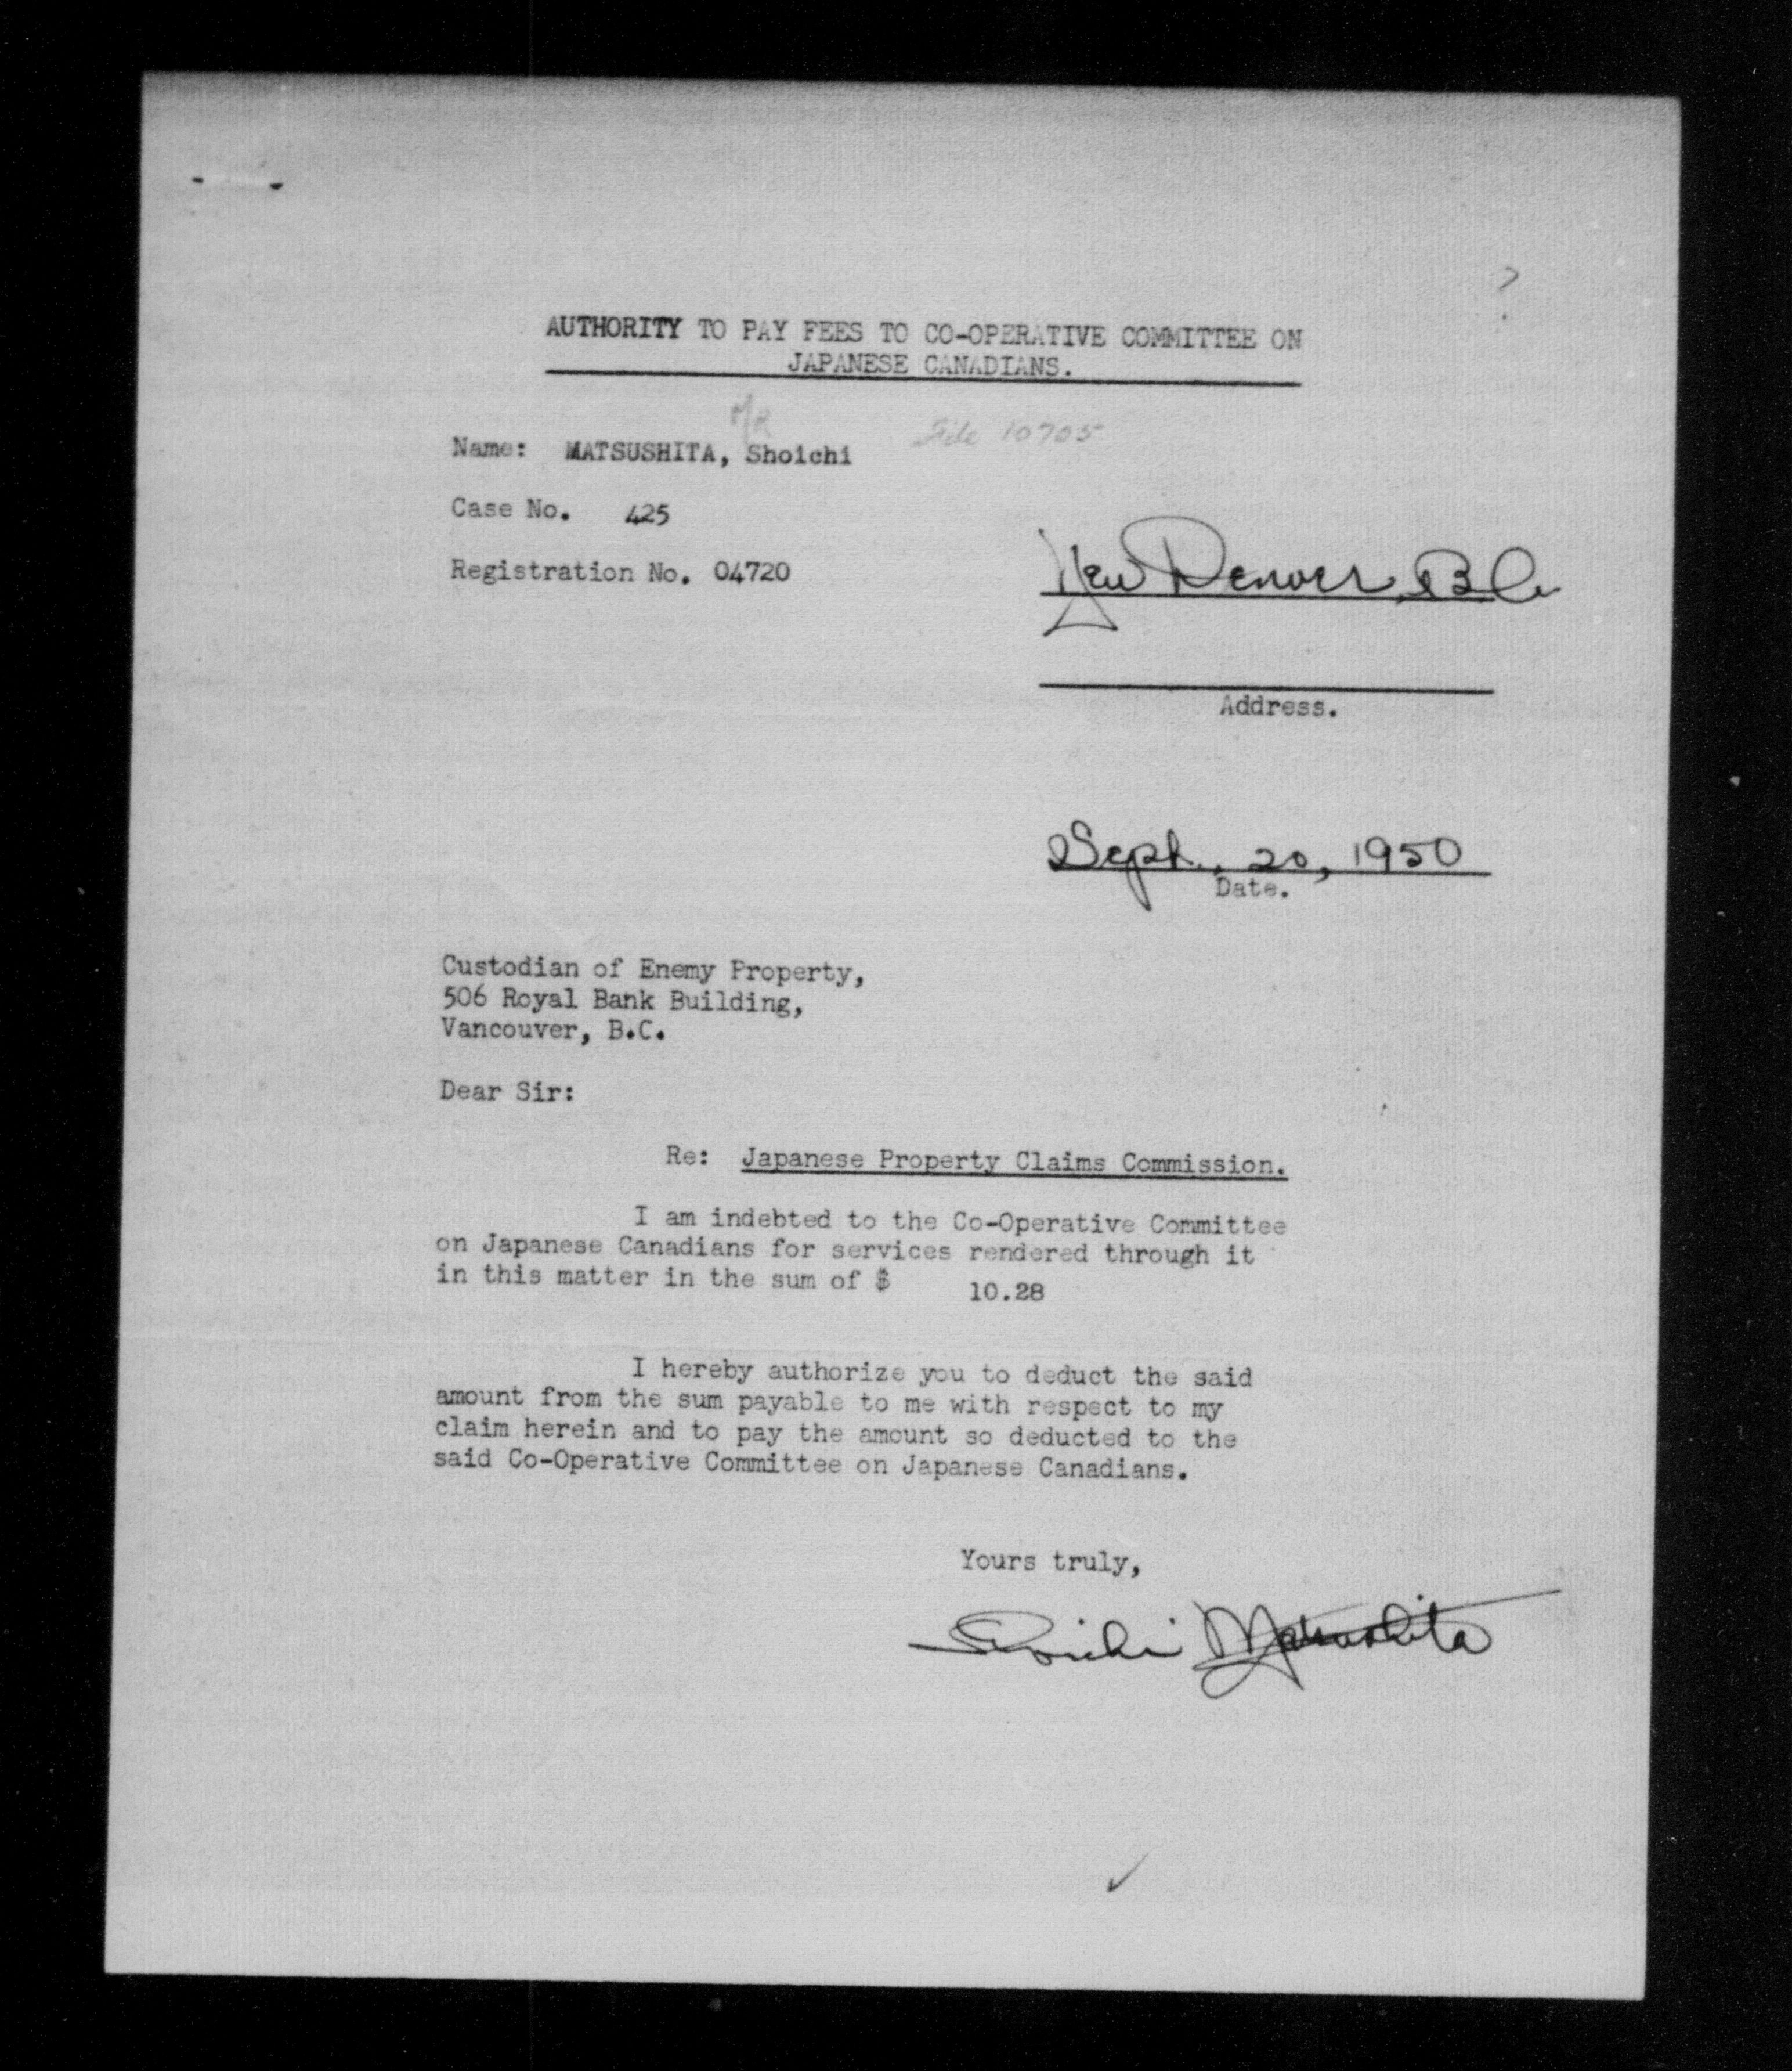 ?
AUTHORITY TO PAY FEES TO CO-OPERATIVE COMMITTEE ON
JAPANESE CANADIANS.
File 10705
Name: MATSUSHITA, Shoichi
Case No. 425
Registration No. 04720
New Denver, B.C.
Address.
Sept., 20, 1950
Date.
Custodian of Enemy Property,
506 Royal Bank Building,
Vancouver, B.C.
Dear Sir:
Re: Japanese Property Claims Commission.
I am indebted to the Co-Operative Committee
on Japanese Canadians for services rendered through it
in this matter in the sum of $ 10.28
I hereby authorize you to deduct the said
amount from the sum payable to me with respect to my
claim herein and to pay the amount so deducted to the
said Co-Operative Committee on Japanese Canadians.
Yours truly,
Shoichi Matsushita